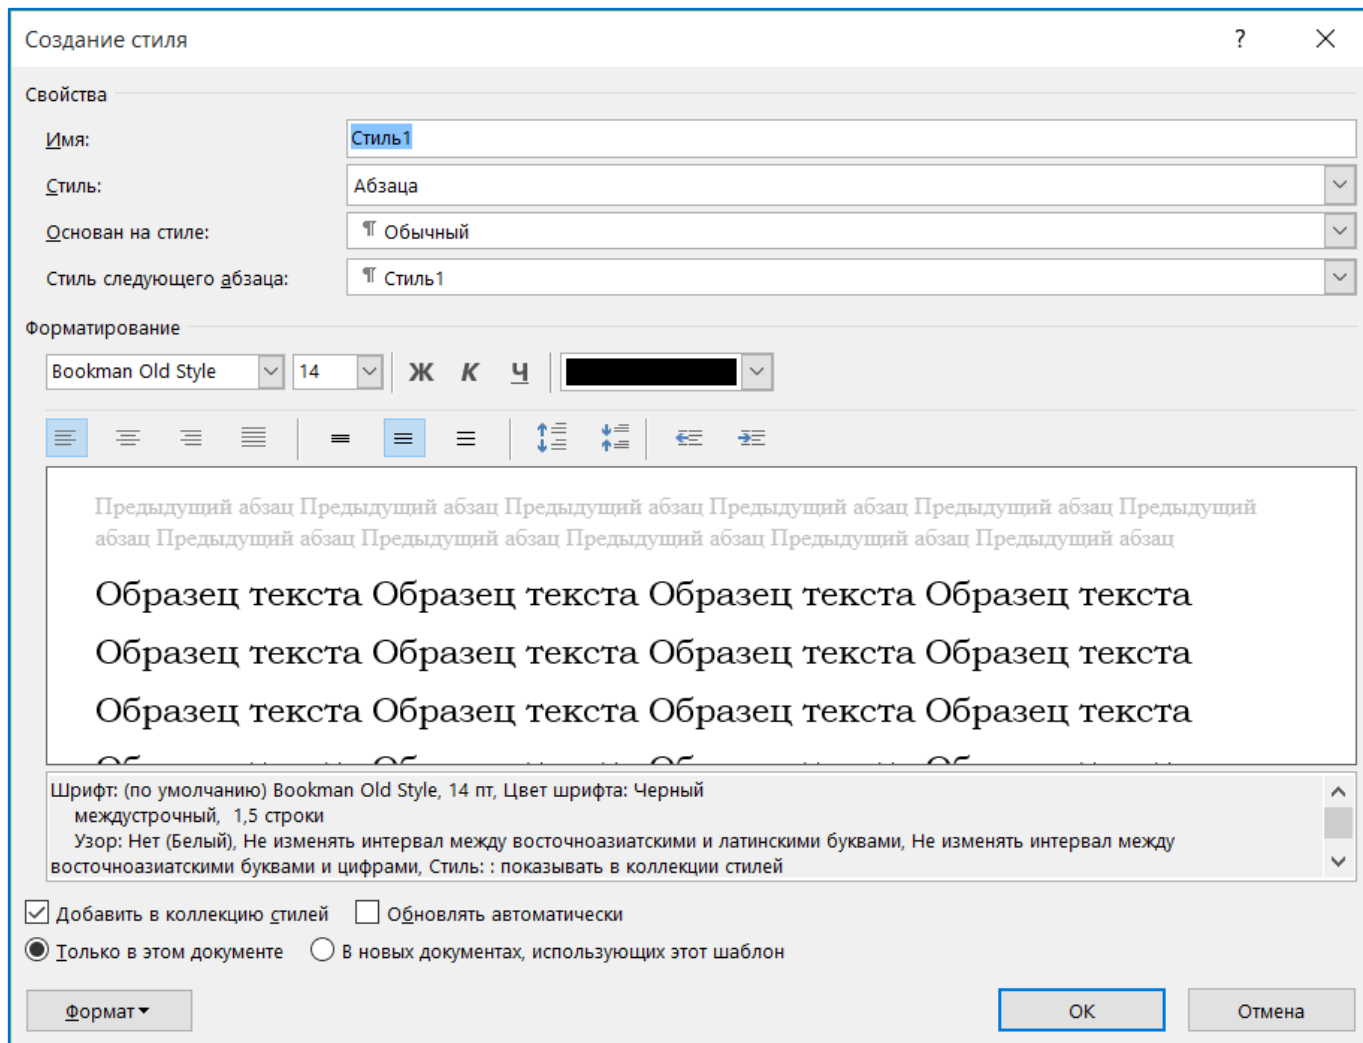 Создание стиля ?
Свойства
Имя: Стиль1
Стиль: Абзаца
Основан на стиле: ¶ Обычный
Стиль следующего абзаца: ¶ Стиль1
Форматирование
Bookman Old Style 14 Ж К Ч
Предыдущий абзац Предыдущий абзац Предыдущий абзац Предыдущий абзац Предыдущий абзац Предыдущий
абзац Предыдущий абзац Предыдущий абзац Предыдущий абзац Предыдущий абзац Предыдущий абзац
Образец текста Образец текста Образец текста Образец текста
Образец текста Образец текста Образец текста Образец текста
Образец текста Образец текста Образец текста Образец текста
Шрифт: (по умолчанию) Bookman Old Style, 14 пт, Цвет шрифта: Черный
междустрочный, 1,5 строки
Узор: Нет (Белый), Не изменять интервал между восточноазиатскими и латинскими буквами, Не изменять интервал между
восточноазиатскими буквами и цифрами, Стиль: : показывать в коллекции стилей
Добавить в коллекцию стилей Обновлять автоматически
Только в этом документе В новых документах, использующих этот шаблон
Формат OK Отмена